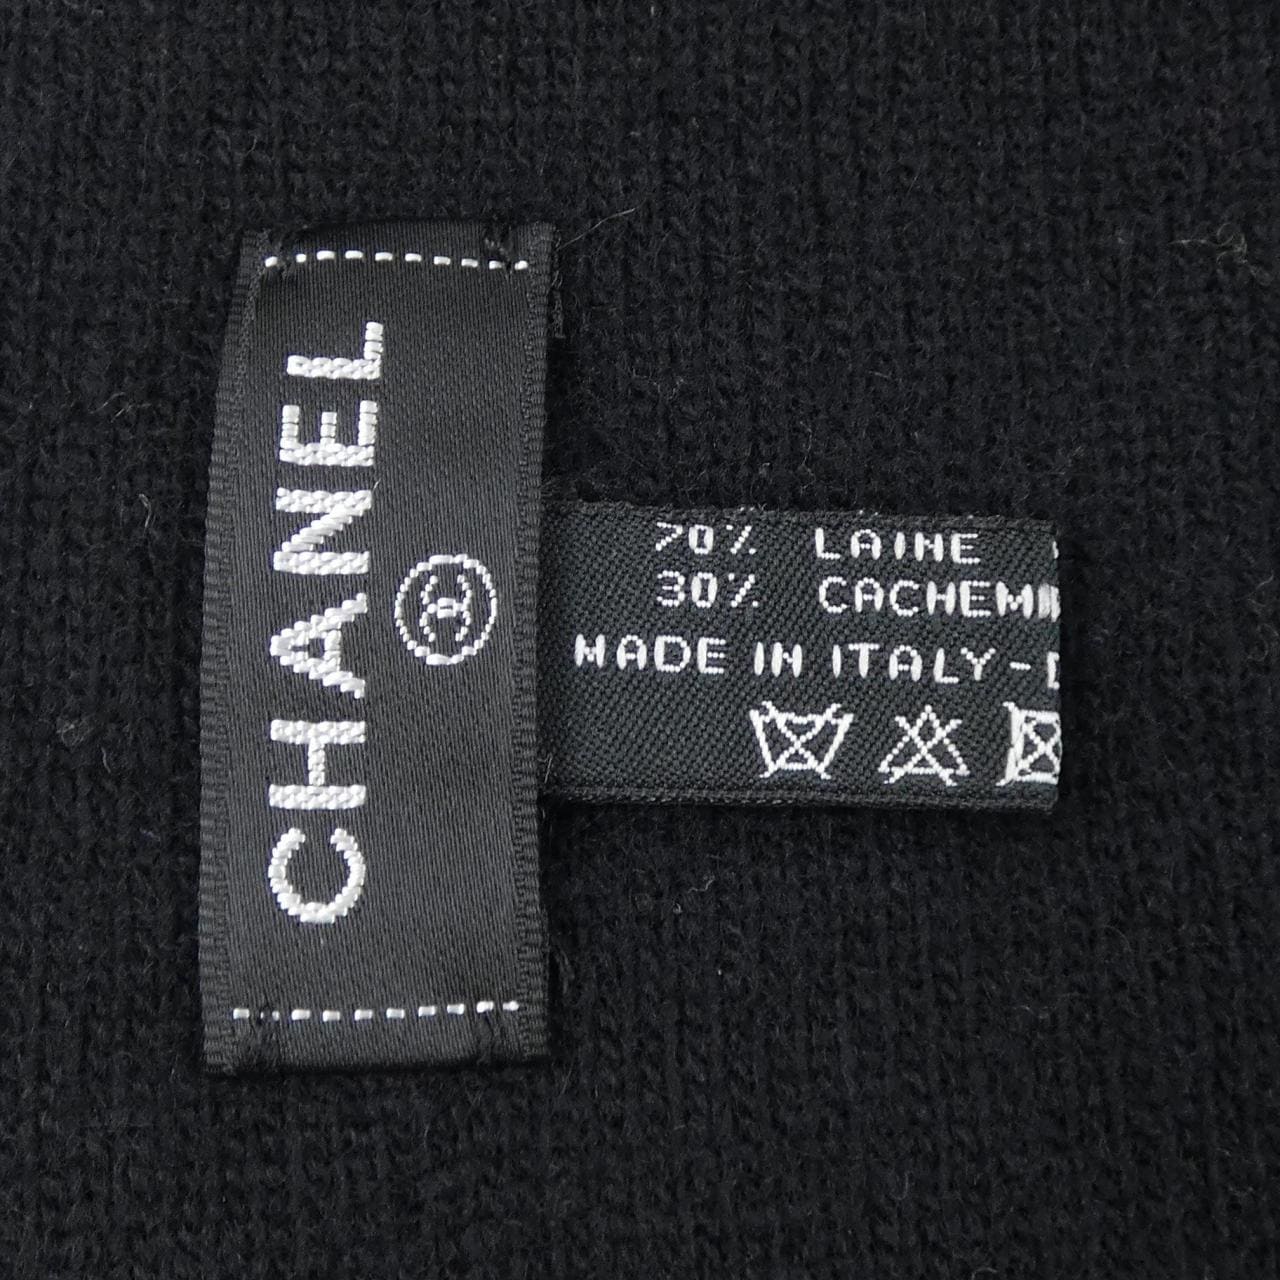 CHANEL
70% LAINE
30% CACHEM
MADE IN ITALY -